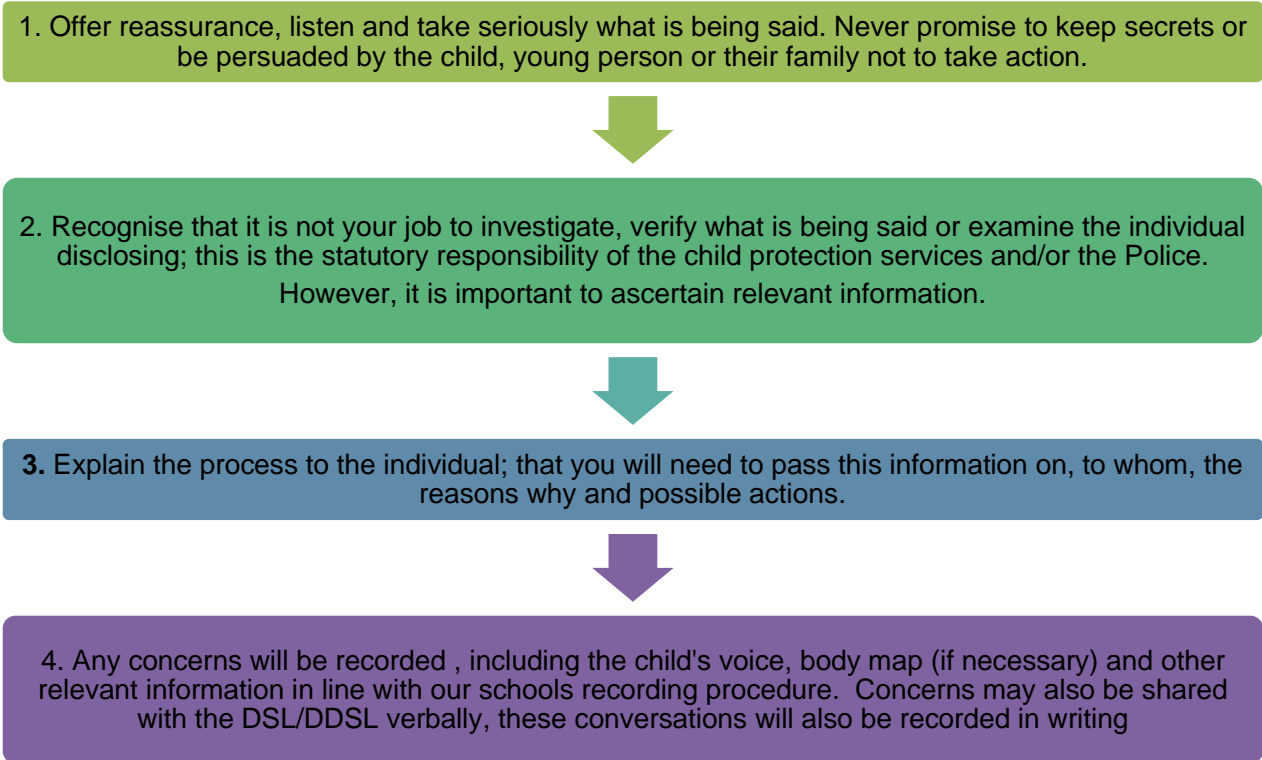 1. Offer reassurance, listen and take seriously what is being said. Never promise to keep secrets or
be persuaded by the child, young person or their family not to take action.
2. Recognise that it is not your job to investigate, verify what is being said or examine the individual
disclosing; this is the statutory responsibility of the child protection services and/or the Police.
However, it is important to ascertain relevant information.
3. Explain the process to the individual; that you will need to pass this information on, to whom, the
reasons why and possible actions.
4. Any concerns will be recorded , including the child's voice, body map (if necessary) and other
relevant information in line with our schools recording procedure.  Concerns may also be shared
with the DSL/DDSL verbally, these conversations will also be recorded in writing